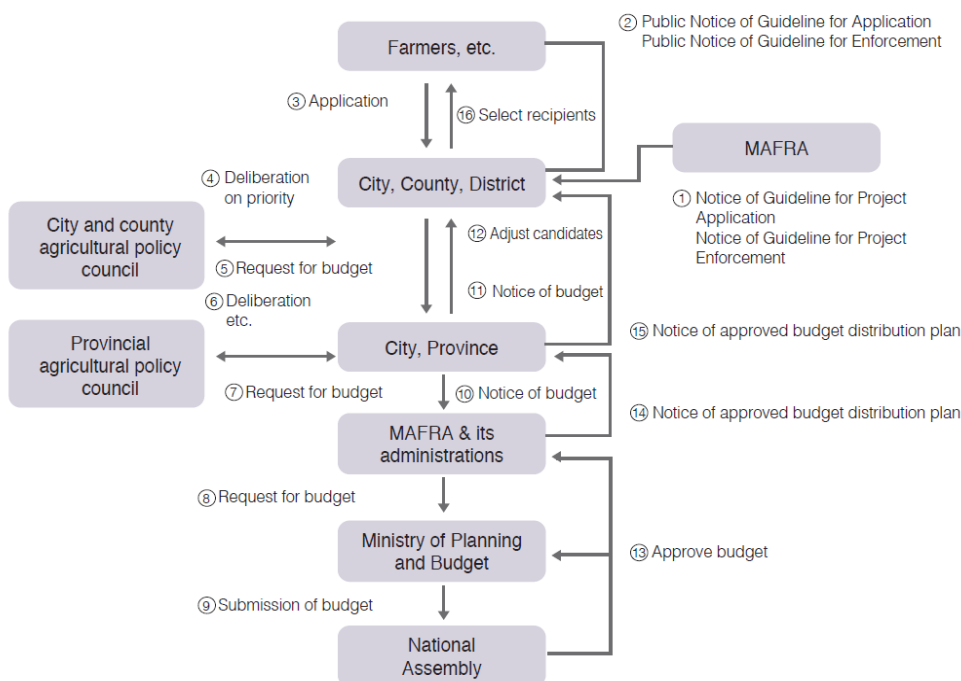 ② Public Notice of Guideline for Application
Public Notice of Guideline for Enforcement
Farmers, etc.
③ Application
⑯ Select recipients
MAFRA
④ Deliberation
on priority
City, County, District
① Notice of Guideline for Project
Application
Notice of Guideline for Project
Enforcement
City and county
agricultural policy
council
⑫ Adjust candidates
⑤ Request for budget
⑪ Notice of budget
⑥ Deliberation
etc.
⑮ Notice of approved budget distribution plan
Provincial
agricultural policy
council
City, Province
⑦ Request for budget
⑩ Notice of budget
⑭ Notice of approved budget distribution plan
MAFRA & its
administrations
⑧ Request for budget
Ministry of Planning
and Budget
⑬ Approve budget
⑨ Submission of budget
National
Assembly